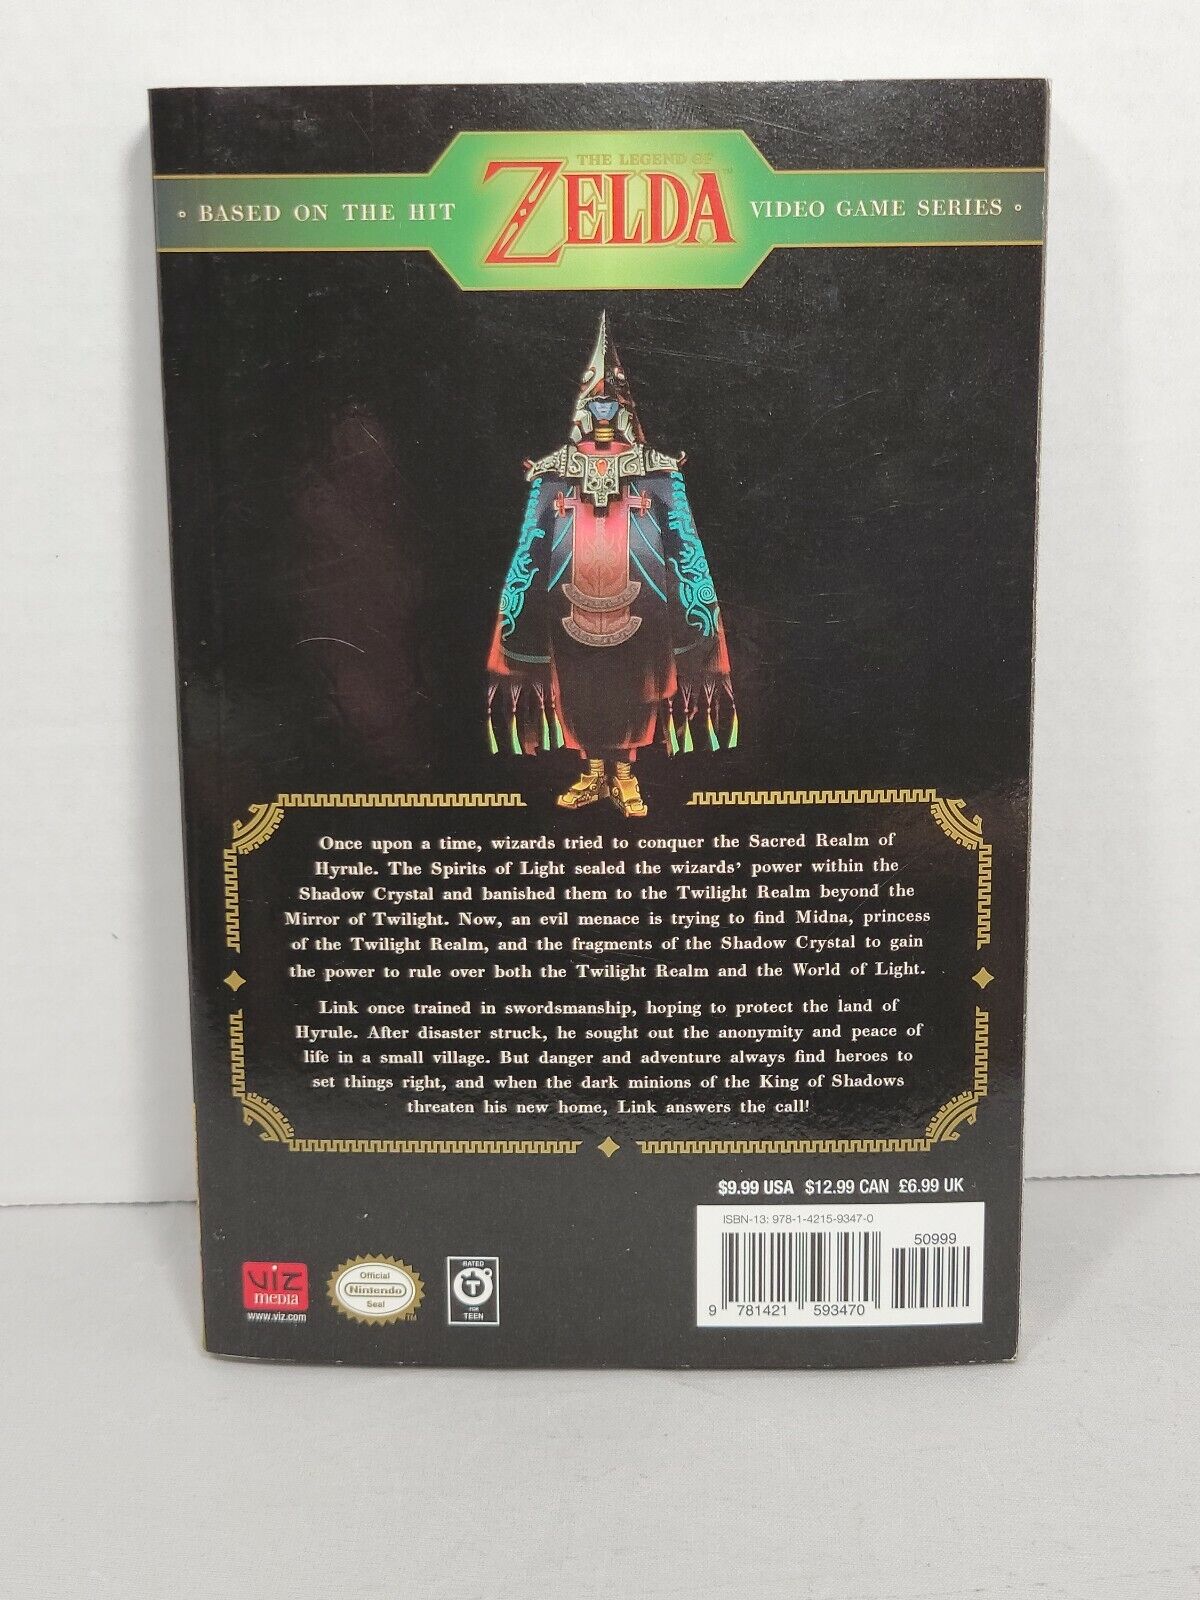 THE LEGEND OF
• BASED ON THE HIT ZELDA™ VIDEO GAME SERIES •
Once upon a time, wizards tried to conquer the Sacred Realm of
Hyrule. The Spirits of Light sealed the wizards' power within the
Shadow Crystal and banished them to the Twilight Realm beyond the
Mirror of Twilight. Now, an evil menace is trying to find Midna, princess
of the Twilight Realm, and the fragments of the Shadow Crystal to gain
the power to rule over both the Twilight Realm and the World of Light.
Link once trained in swordsmanship, hoping to protect the land of
Hyrule. After disaster struck, he sought out the anonymity and peace of
life in a small village. But danger and adventure always find heroes to
set things right, and when the dark minions of the King of Shadows
threaten his new home, Link answers the call!
$9.99 USA $12.99 CAN £6.99 UK
ISBN-13: 978-1-4215-9347-0
50999
9 781421 593470
VIZ
MEDIA
www.viz.com
Official
Nintendo
Seal
TM
RATED
T
FOR
TEEN